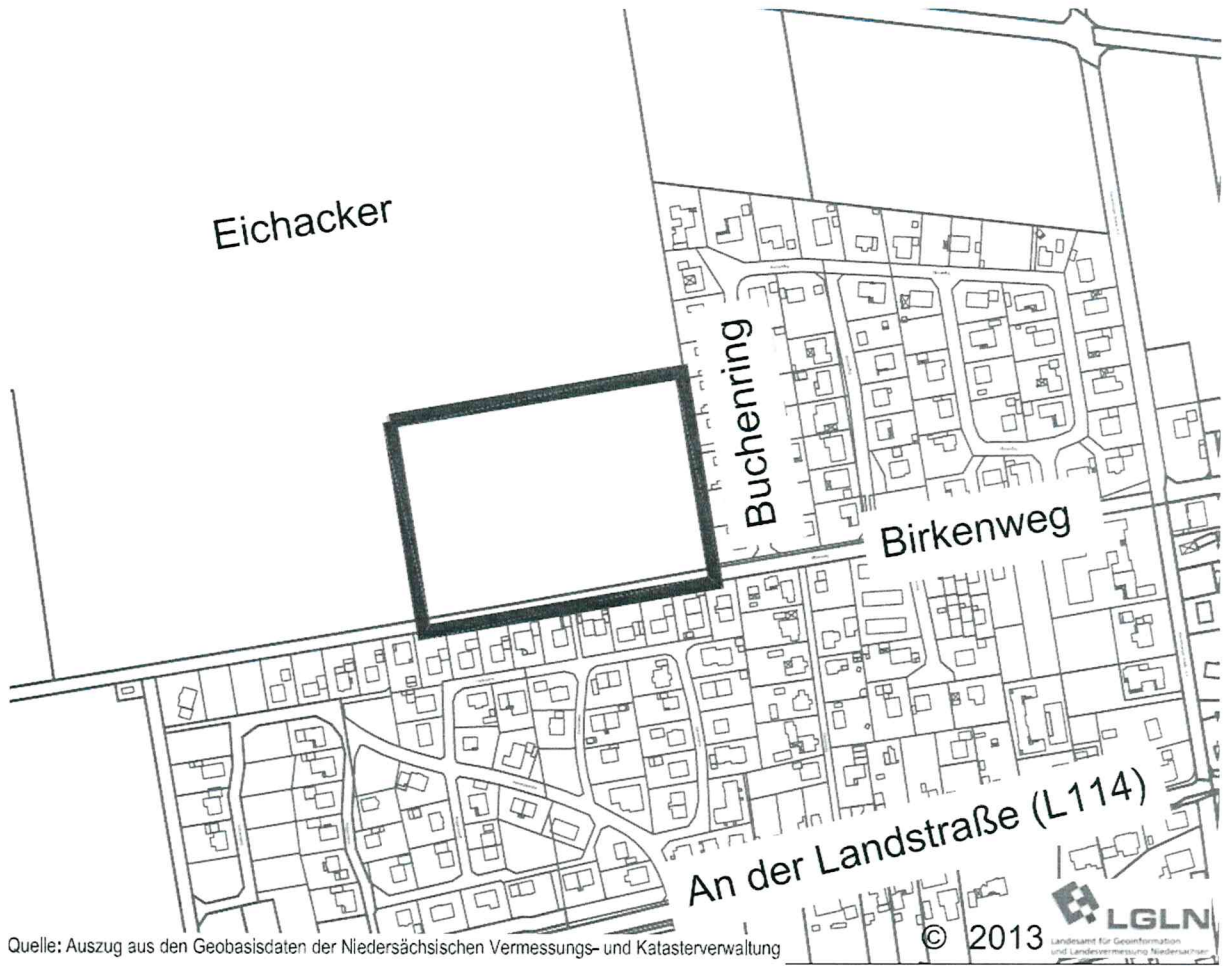 Eichacker
Buchenring
Birkenweg
An der Landstraße (L114)
Quelle: Auszug aus den Geobasisdaten der Niedersächsischen Vermessungs- und Katasterverwaltung
© 2013
LGLN
Landesamt für Geoinformation
und Landesvermessung Niedersachsen